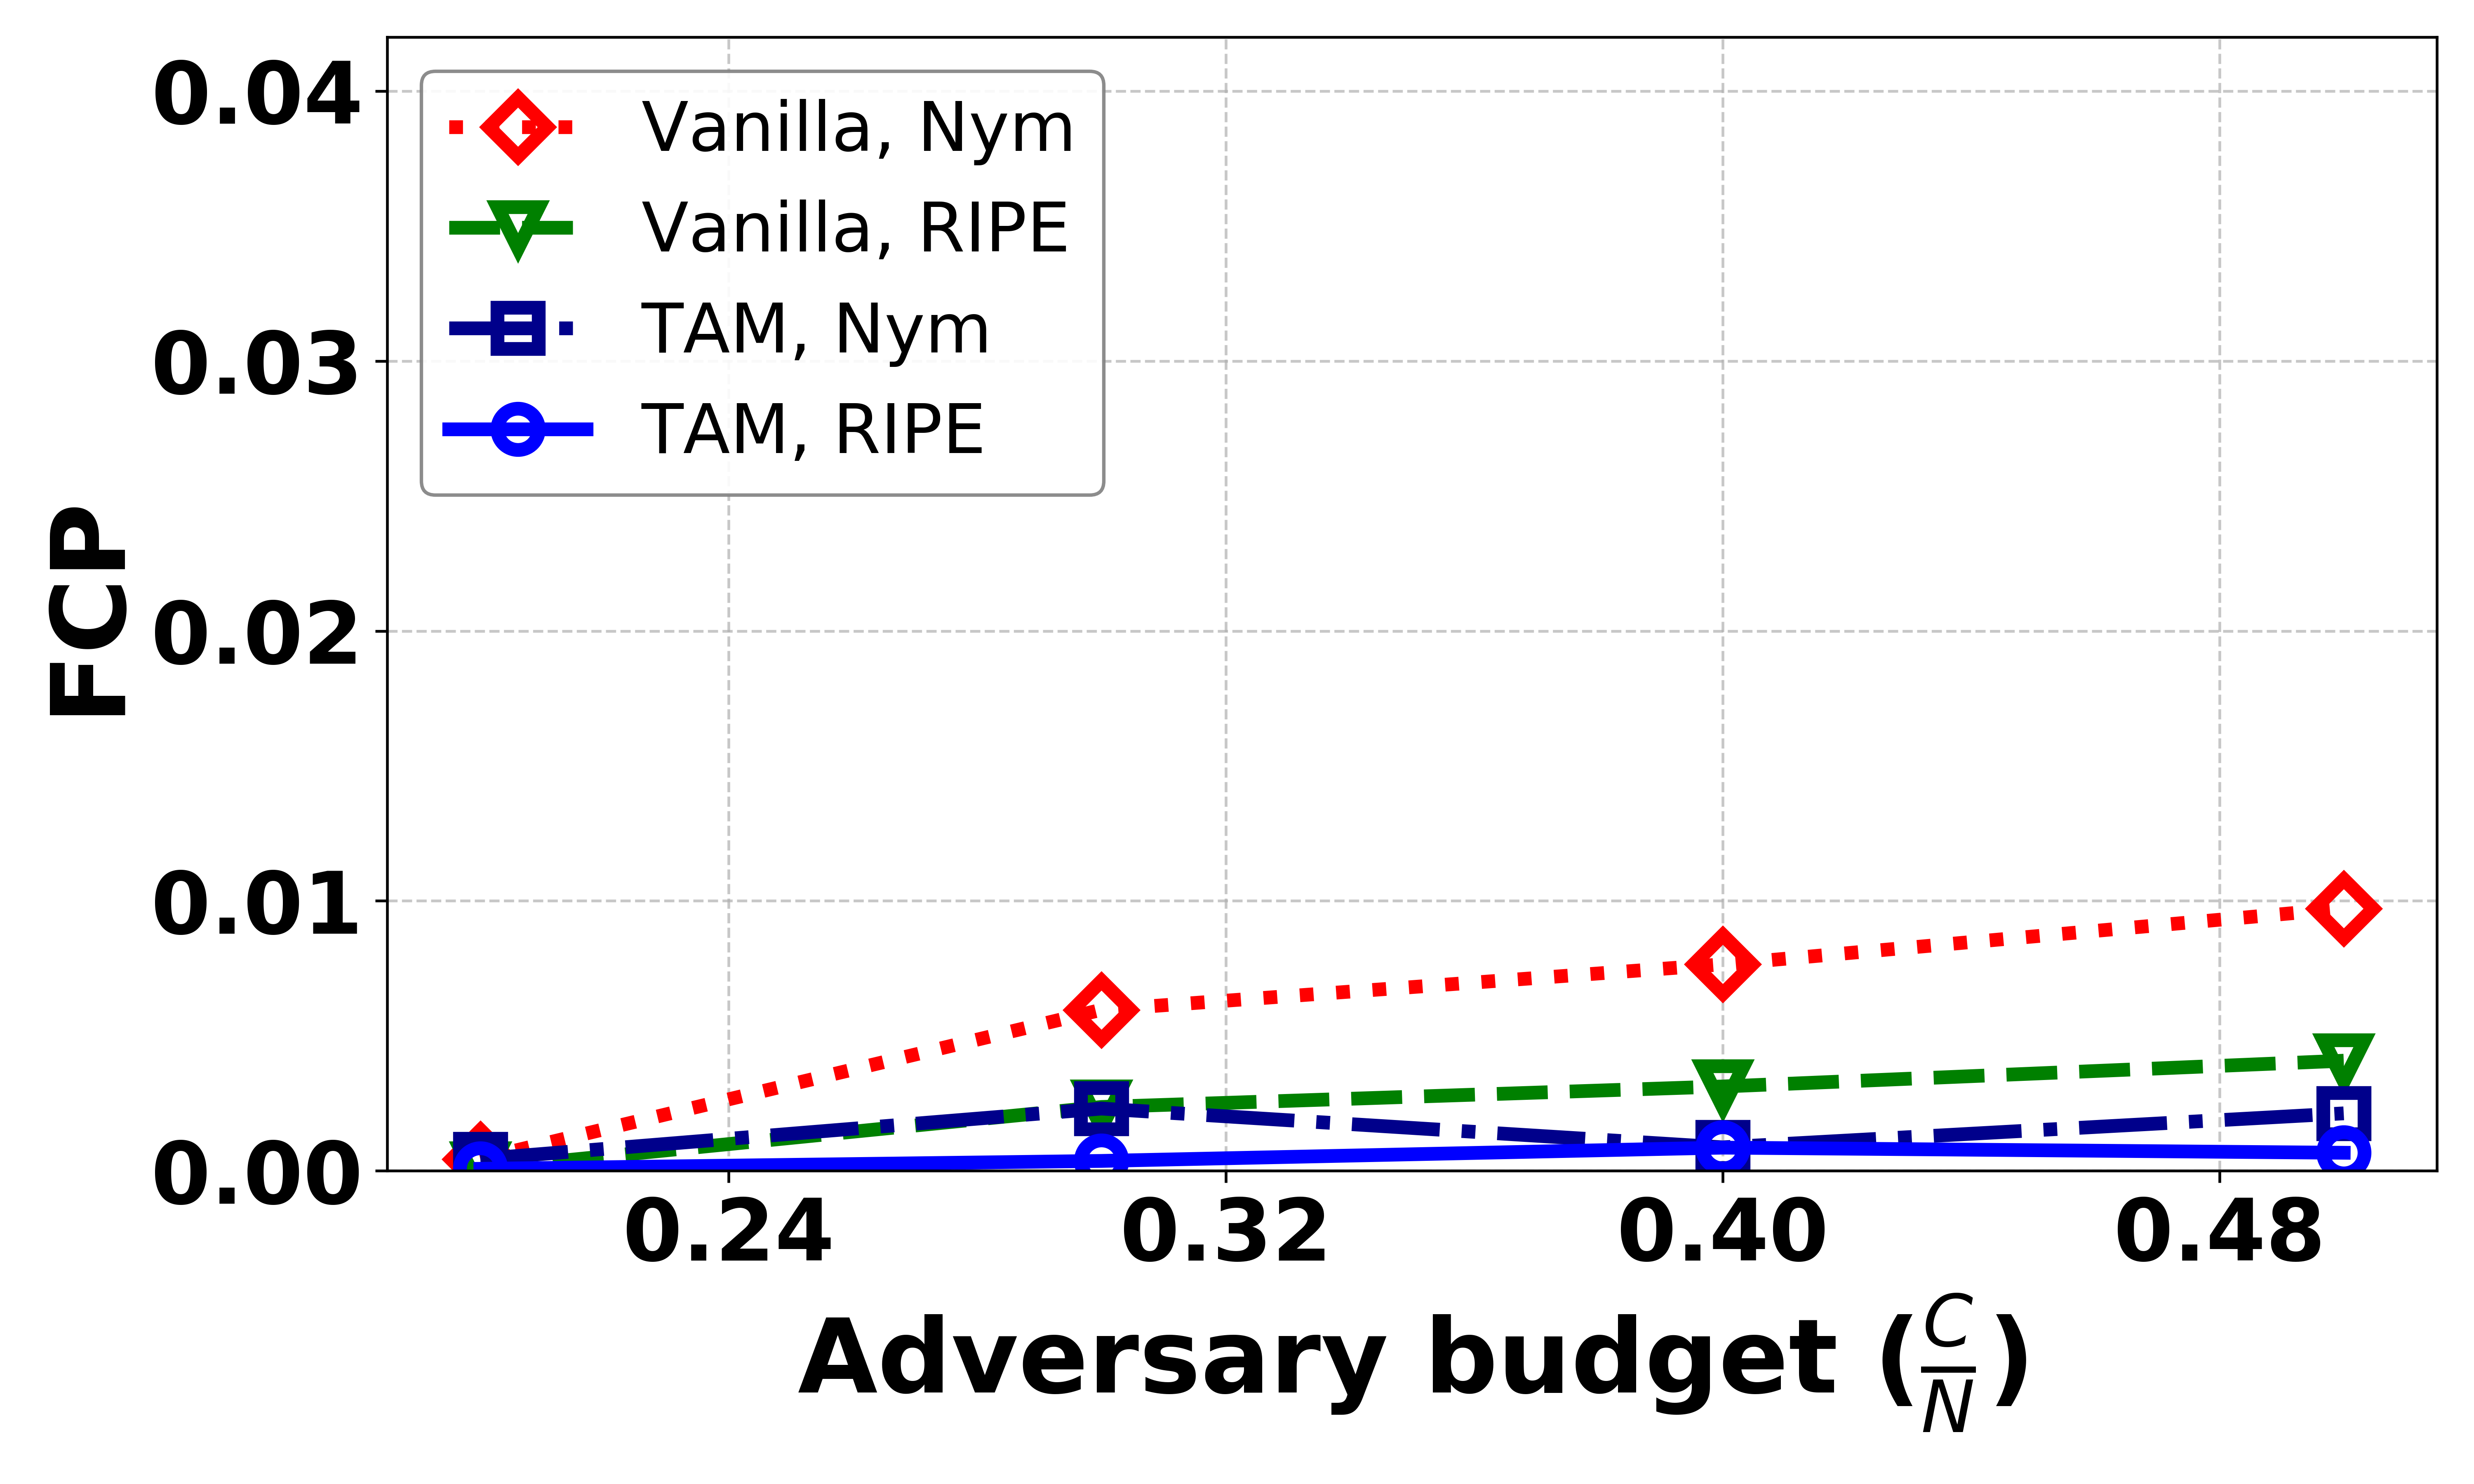 0.04
0.03
0.02
0.01
0.00
FCP
Vanilla, Nym
Vanilla, RIPE
TAM, Nym
TAM, RIPE
0.24 0.32 0.40 0.48
Adversary budget (C/N)